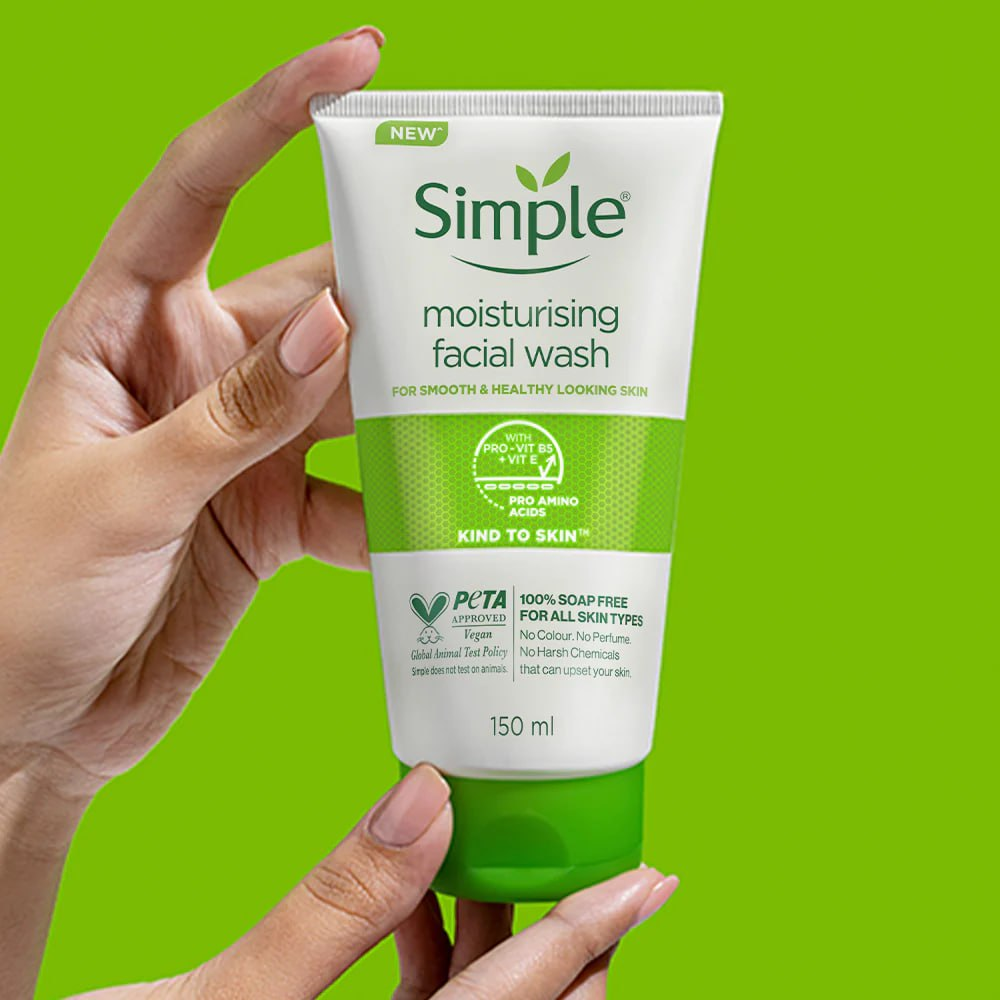 NEW^
Simple®
moisturising
facial wash
FOR SMOOTH & HEALTHY LOOKING SKIN
WITH
PRO-VIT B5
+ VIT E
PRO AMINO
ACIDS
KIND TO SKIN™
PeTA
APPROVED
Vegan
Global Animal Test Policy
Simple does not test on animals.
100% SOAP FREE
FOR ALL SKIN TYPES
No Colour. No Perfume.
No Harsh Chemicals
that can upset your skin.
150 ml